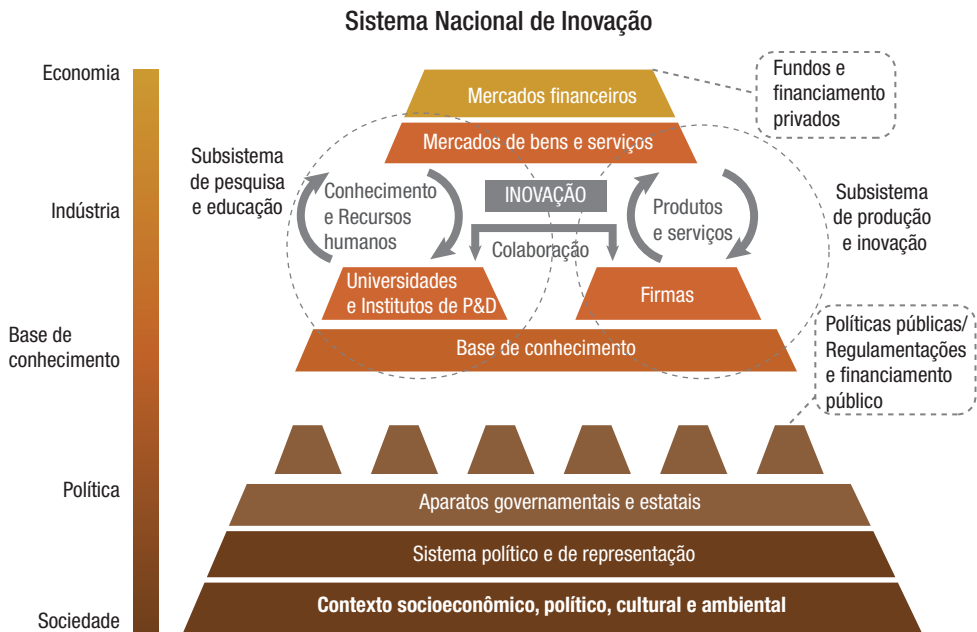 Sistema Nacional de Inovação
Economia
Mercados financeiros
Fundos e
financiamento
privados
Mercados de bens e serviços
Subsistema
de pesquisa
e educação
Indústria
Conhecimento
e Recursos
humanos
INOVAÇÃO
Colaboração
Produtos
e serviços
Subsistema
de produção
e inovação
Universidades
e Institutos de P&D
Firmas
Base de
conhecimento
Base de conhecimento
Políticas públicas/
Regulamentações
e financiamento
público
Política
Aparatos governamentais e estatais
Sistema político e de representação
Contexto socioeconômico, político, cultural e ambiental
Sociedade